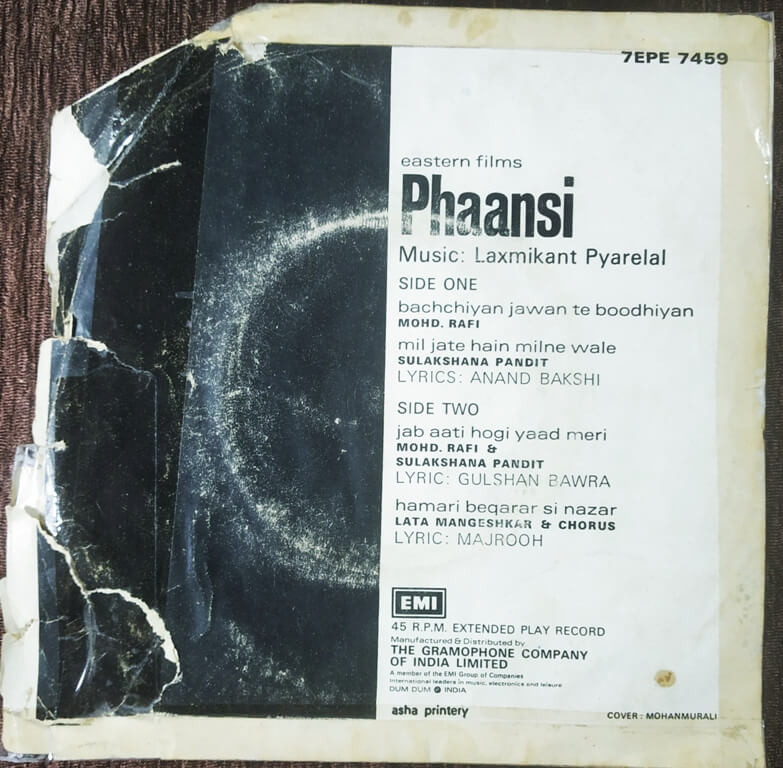 7EPE 7459
eastern films
Phaansi
Music: Laxmikant Pyarelal
SIDE ONE
bachchiyan jawan te boodhiyan
MOHD. RAFI
mil jate hain milne wale
SULAKSHANA PANDIT
LYRICS: ANAND BAKSHI
SIDE TWO
jab aati hogi yaad meri
MOHD. RAFI &
SULAKSHANA PANDIT
LYRIC: GULSHAN BAWRA
hamari beqarar si nazar
LATA MANGESHKAR & CHORUS
LYRIC: MAJROOH
EMI
45 R.P.M. EXTENDED PLAY RECORD
Manufactured & Distributed by
THE GRAMOPHONE COMPANY
OF INDIA LIMITED
A member of the EMI Group of Companies
International leaders in music, electronics and leisure
DUM DUM ℗ INDIA
asha printery
COVER : MOHANMURALI